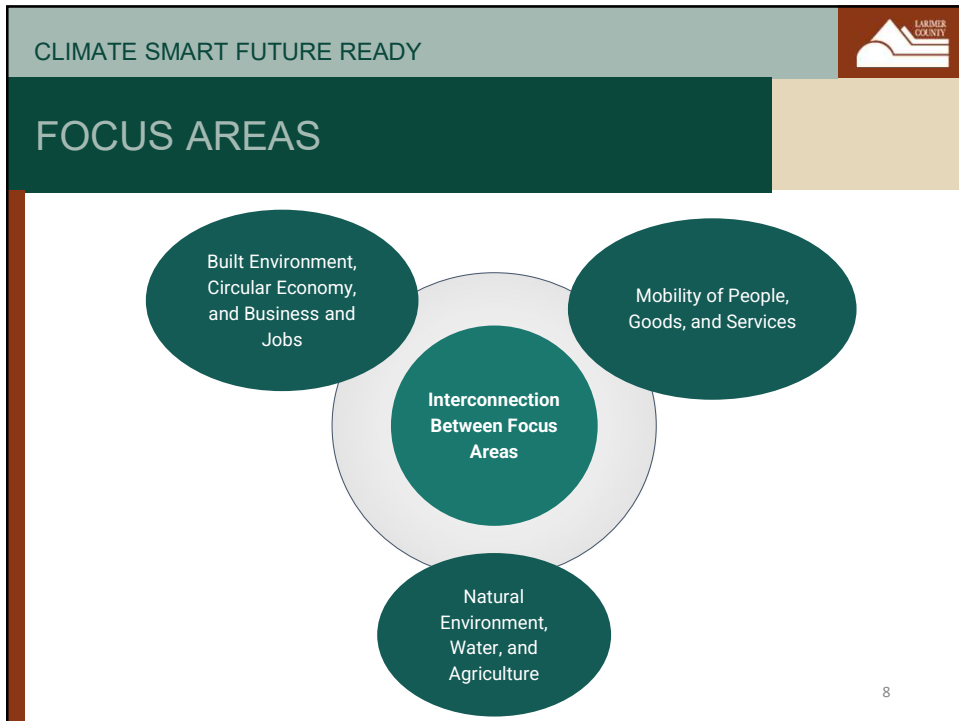 CLIMATE SMART FUTURE READY
LARIMER
COUNTY
FOCUS AREAS
Built Environment,
Circular Economy,
and Business and
Jobs
Mobility of People,
Goods, and Services
Interconnection
Between Focus
Areas
Natural
Environment,
Water, and
Agriculture
8